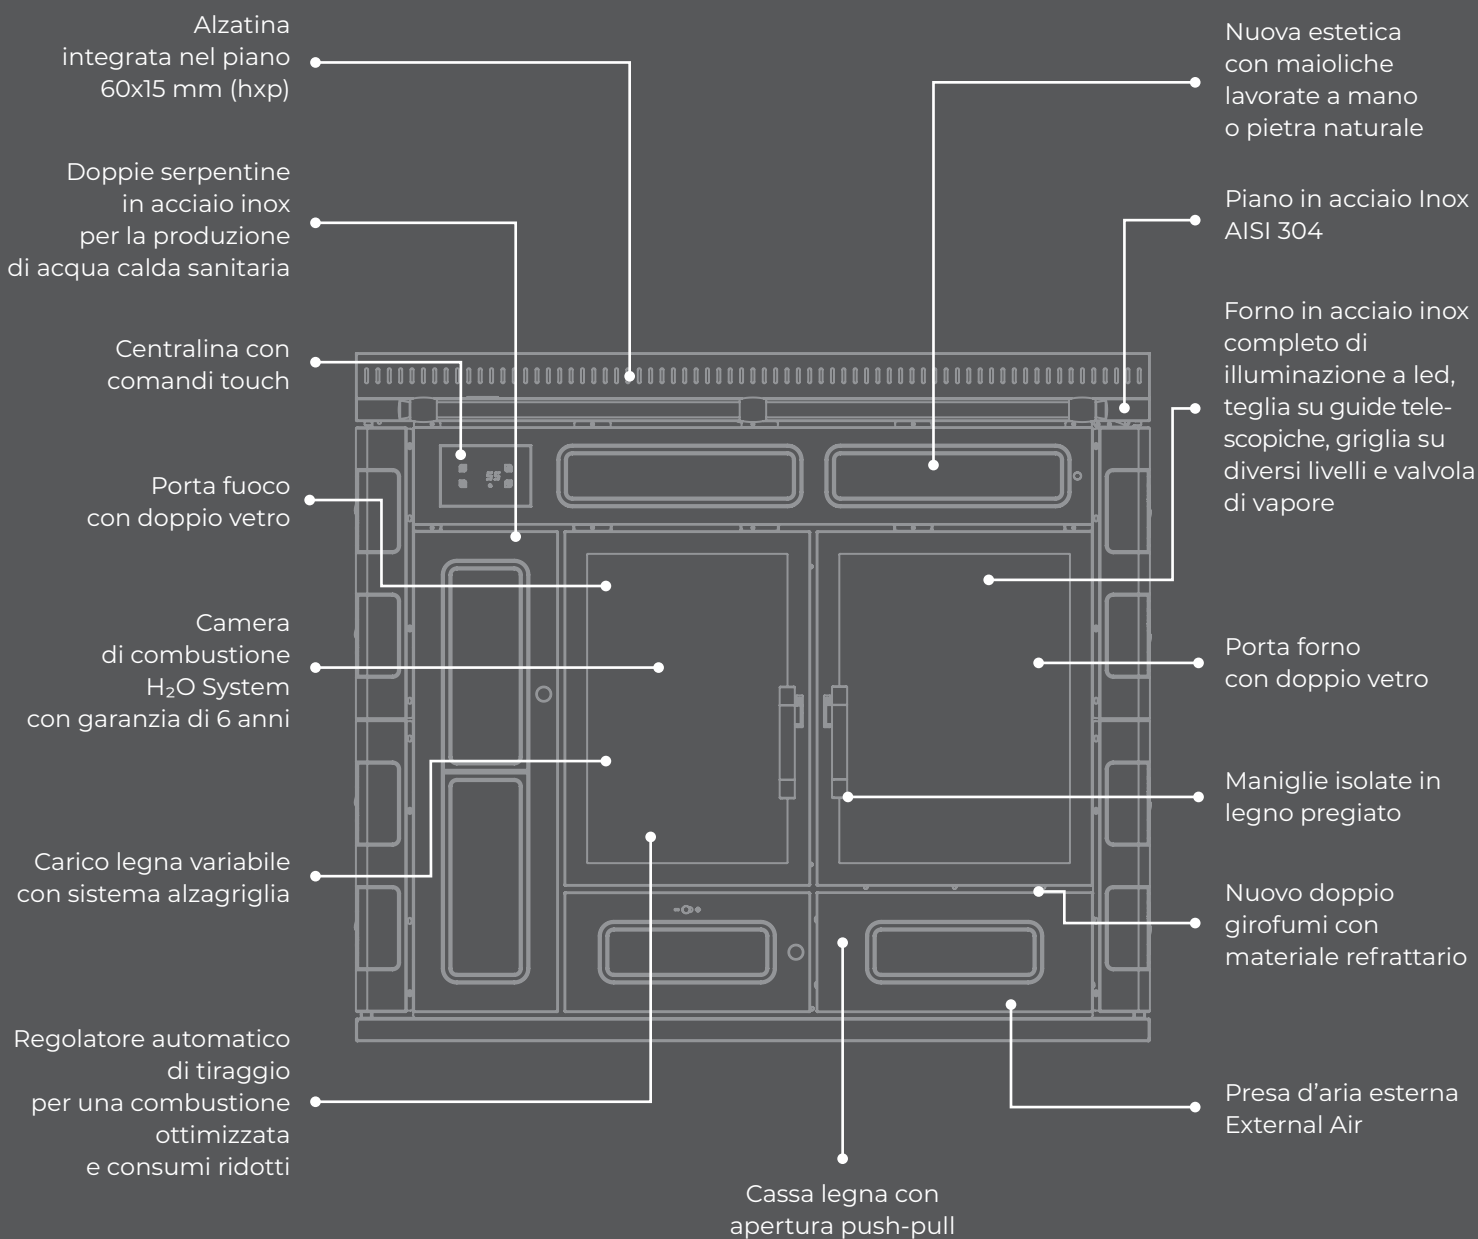 Alzatina
integrata nel piano
60x15 mm (hxp)
Doppie serpentine
in acciaio inox
per la produzione
di acqua calda sanitaria
Centralina con
comandi touch
Porta fuoco
con doppio vetro
Camera
di combustione
H₂O System
con garanzia di 6 anni
Carico legna variabile
con sistema alzagriglia
Regolatore automatico
di tiraggio
per una combustione
ottimizzata
e consumi ridotti
Nuova estetica
con maioliche
lavorate a mano
o pietra naturale
Piano in acciaio Inox
AISI 304
Forno in acciaio inox
completo di
illuminazione a led,
teglia su guide tele-
scopiche, griglia su
diversi livelli e valvola
di vapore
Porta forno
con doppio vetro
Maniglie isolate in
legno pregiato
Nuovo doppio
girofumi con
materiale refrattario
Presa d’aria esterna
External Air
Cassa legna con
apertura push-pull